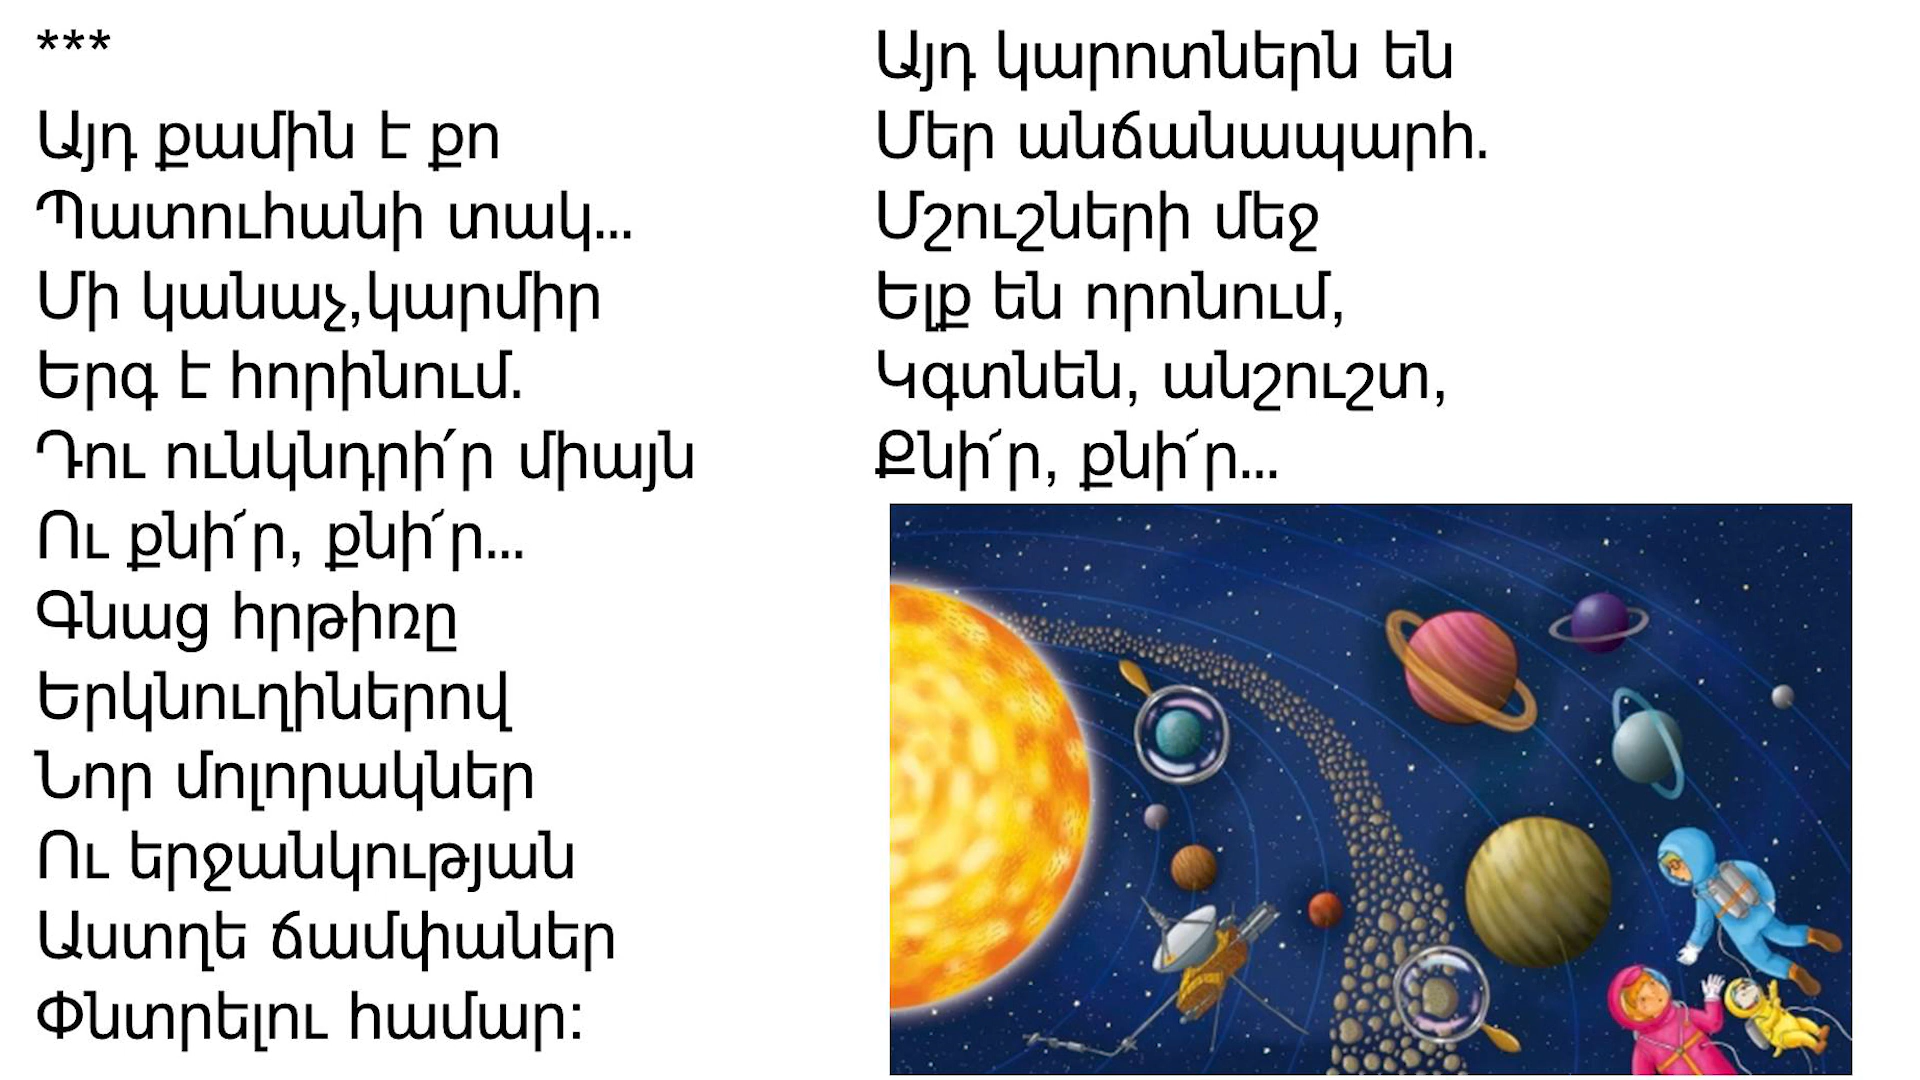 ***
Այդ քամին է քո
Պատուհանի տակ...
Մի կանաչ,կարմիր
Երգ է հորինում.
Դու ունկնդրի՛ր միայն
Ու քնի՜ր, քնի՜ր...
Գնաց հրթիռը
Երկնուղիներով
Նոր մոլորակներ
Ու երջանկության
Աստղե ճամփաներ
Փնտրելու համար:
Այդ կարոտներն են
Մեր անճանապարհ.
Մշուշների մեջ
Ելք են որոնում,
Կգտնեն, անշուշտ,
Քնի՜ր, քնի՜ր...